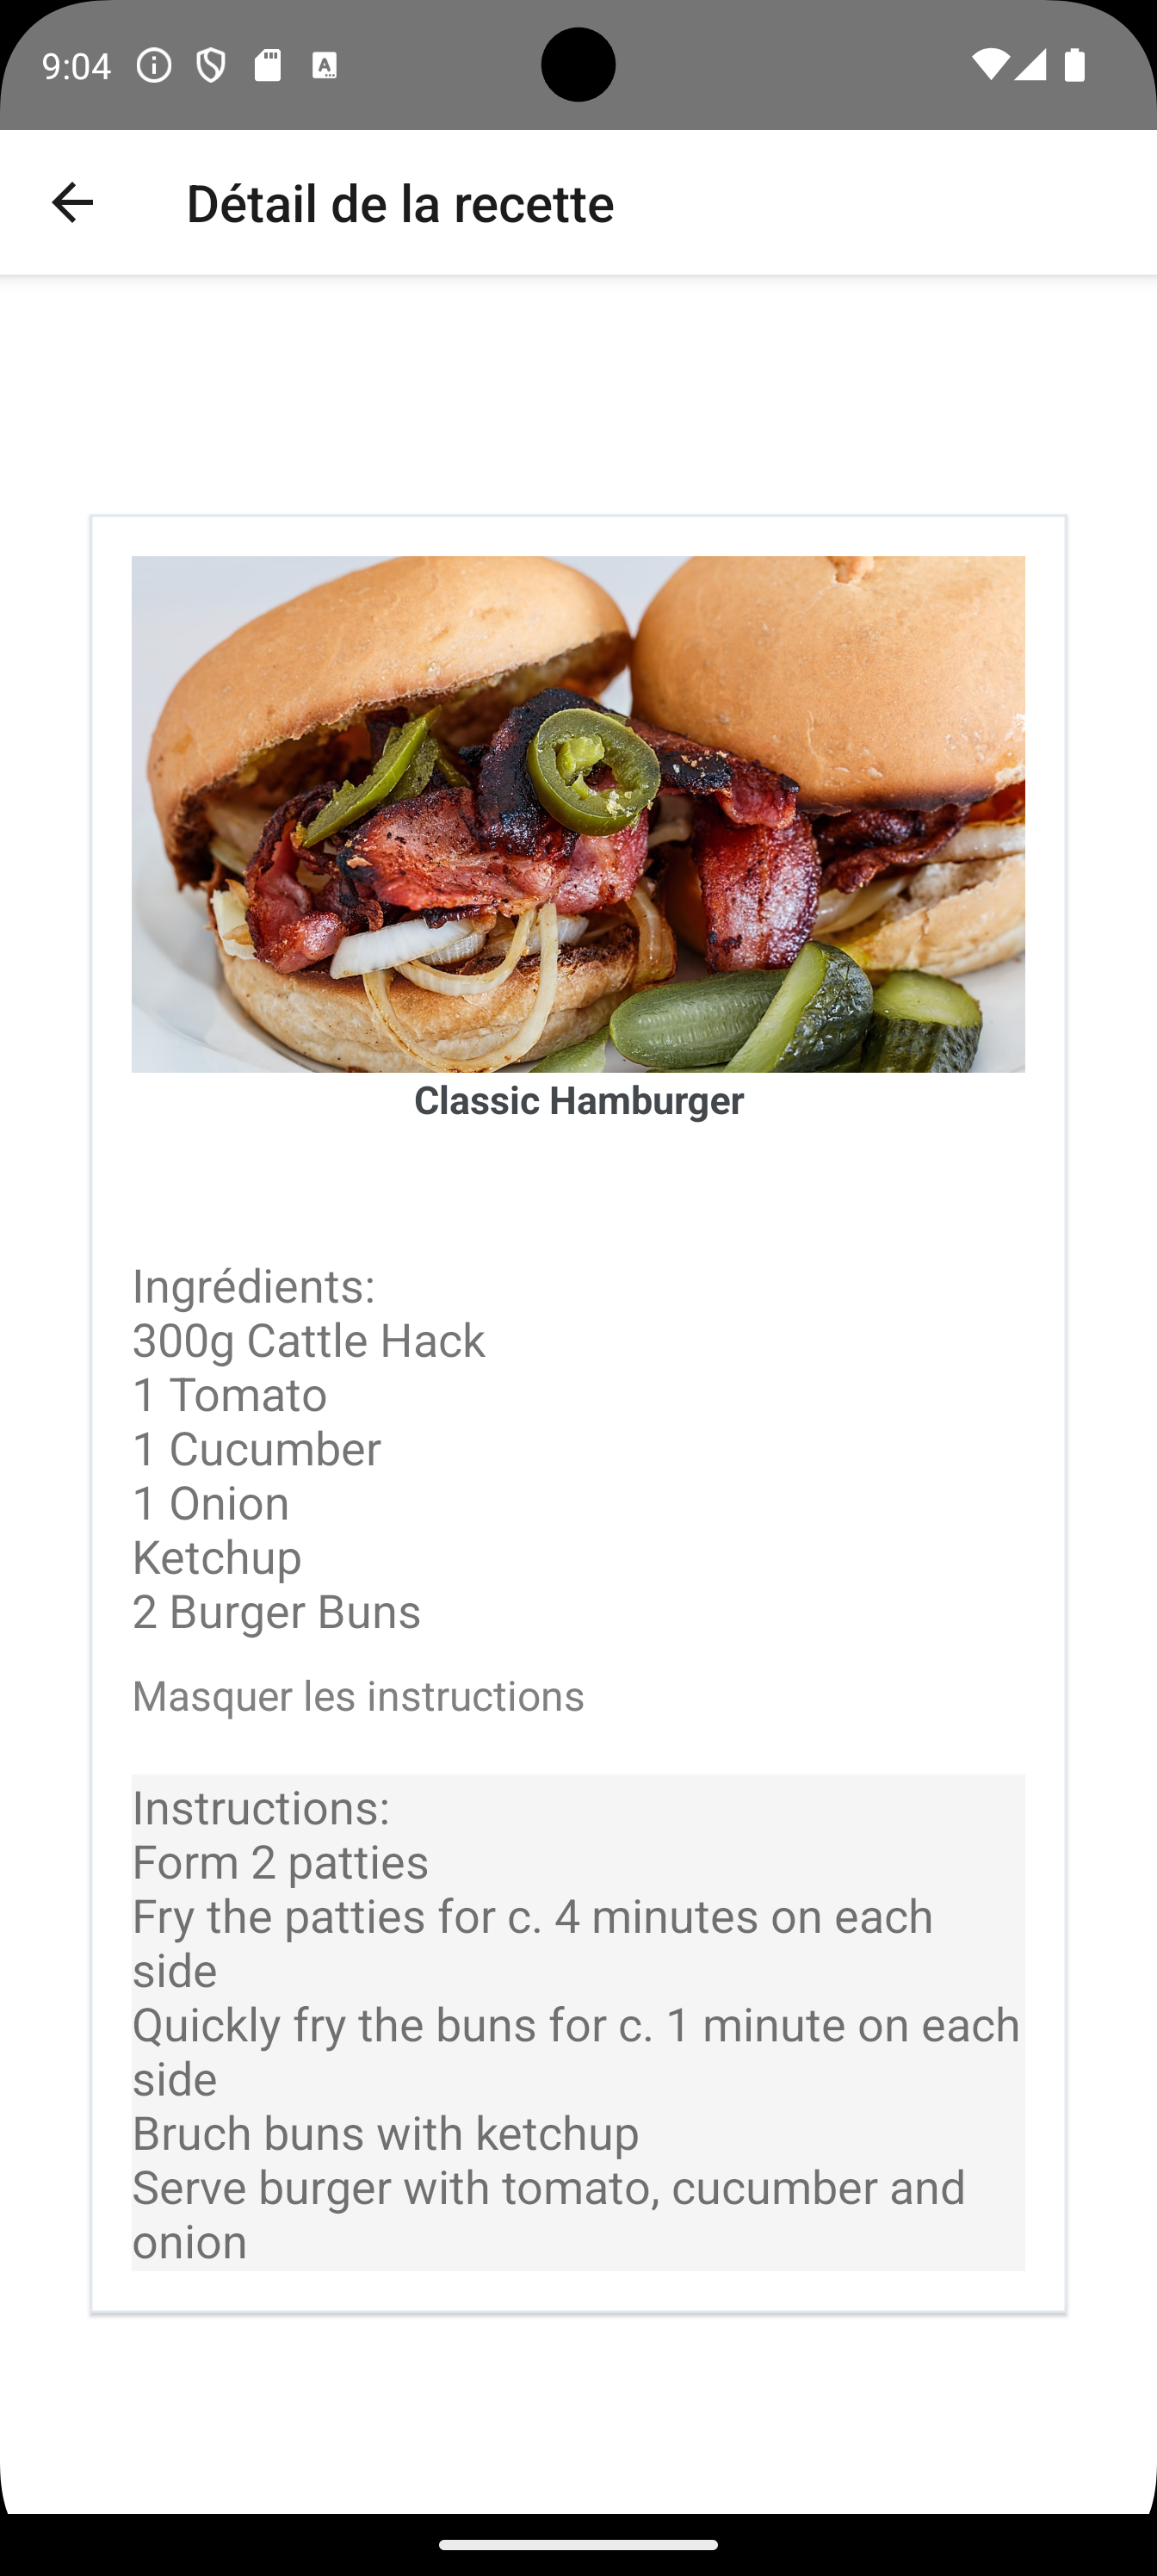 9:04
Détail de la recette
Classic Hamburger
Ingrédients:
300g Cattle Hack
1 Tomato
1 Cucumber
1 Onion
Ketchup
2 Burger Buns
Masquer les instructions
Instructions:
Form 2 patties
Fry the patties for c. 4 minutes on each
side
Quickly fry the buns for c. 1 minute on each
side
Bruch buns with ketchup
Serve burger with tomato, cucumber and
onion